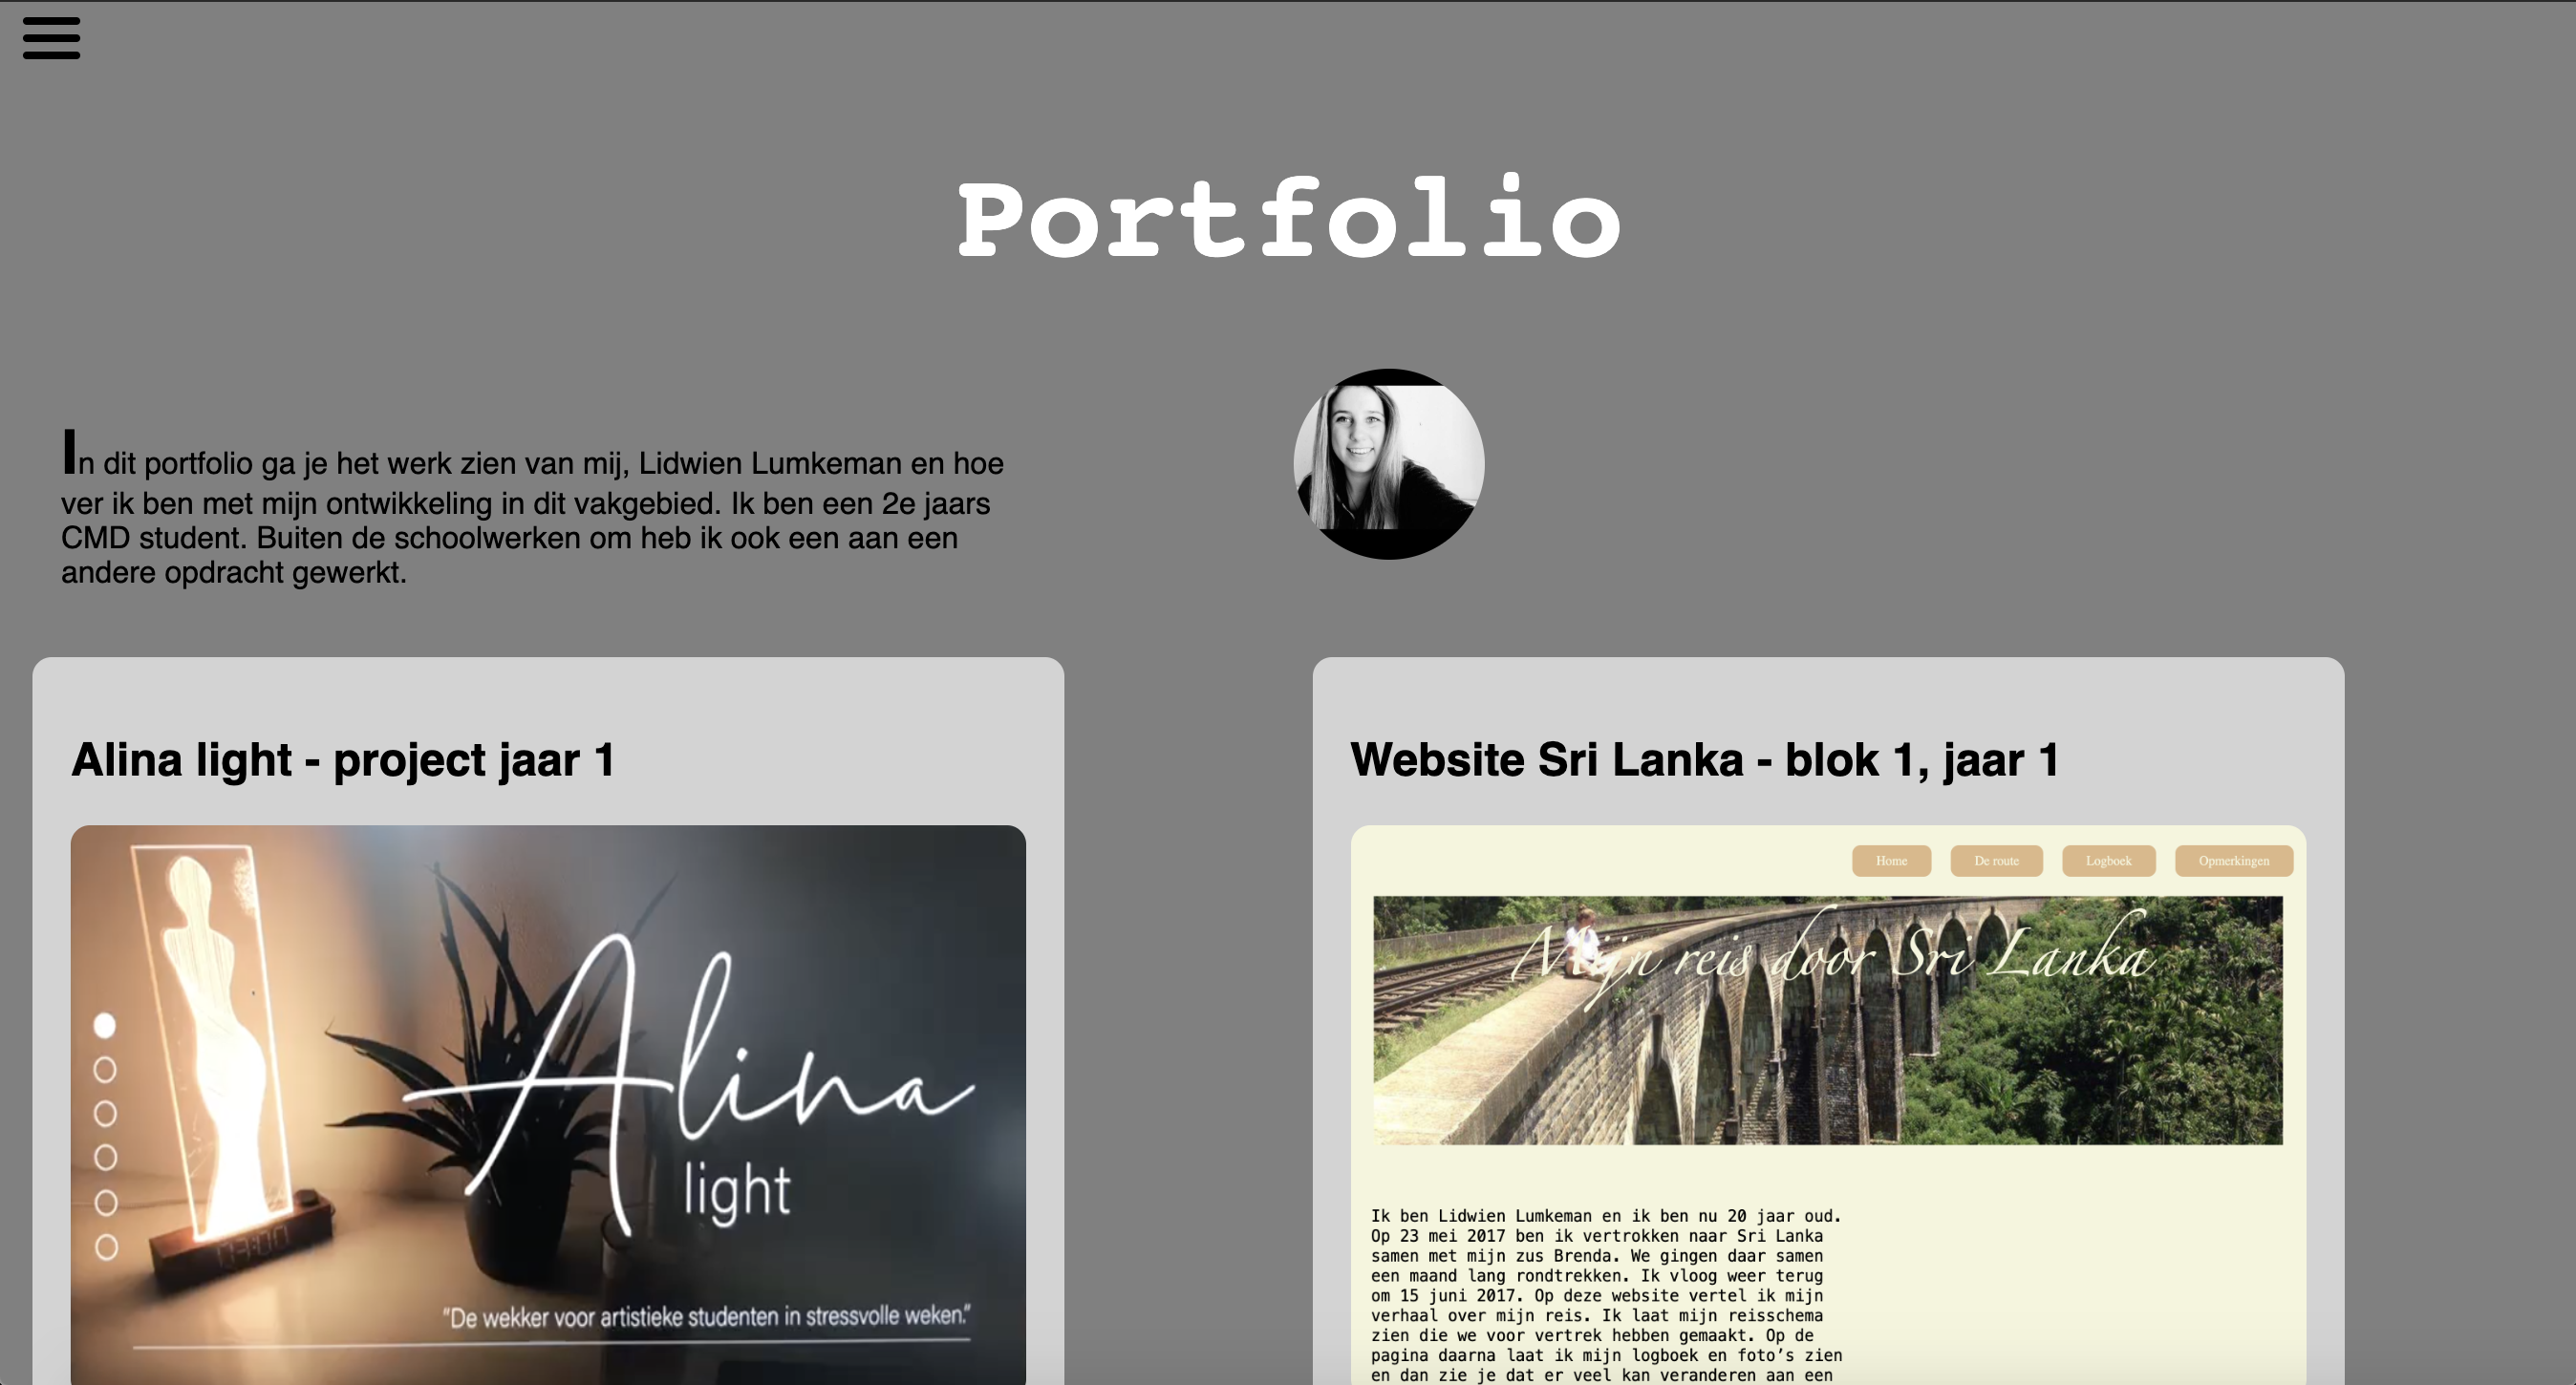 Portfolio
In dit portfolio ga je het werk zien van mij, Lidwien Lumkeman en hoe
ver ik ben met mijn ontwikkeling in dit vakgebied. Ik ben een 2e jaars
CMD student. Buiten de schoolwerken om heb ik ook een aan een
andere opdracht gewerkt.
Alina light - project jaar 1
Alina
light
03:00
"De wekker voor artistieke studenten in stressvolle weken."
Website Sri Lanka - blok 1, jaar 1
Home De route Logboek Opmerkingen
Mijn reis door Sri Lanka
Ik ben Lidwien Lumkeman en ik ben nu 20 jaar oud.
Op 23 mei 2017 ben ik vertrokken naar Sri Lanka
samen met mijn zus Brenda. We gingen daar samen
een maand lang rondtrekken. Ik vloog weer terug
om 15 juni 2017. Op deze website vertel ik mijn
verhaal over mijn reis. Ik laat mijn reisschema
zien die we voor vertrek hebben gemaakt. Op de
pagina daarna laat ik mijn logboek en foto’s zien
en dan zie je dat er veel kan veranderen aan een